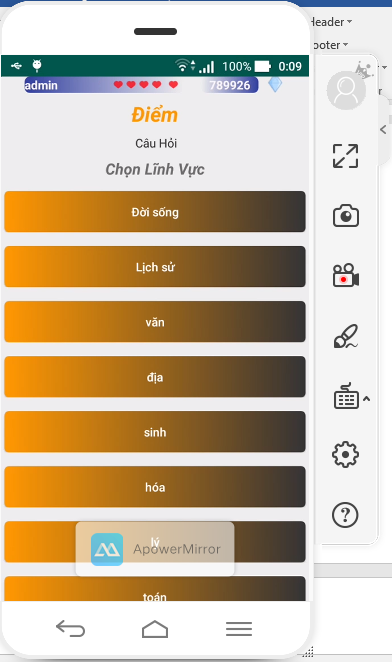 Header
ooter
100% 0:09
admin 789926
Điểm
Câu Hỏi
Chọn Lĩnh Vực
Đời sống
Lịch sử
văn
địa
sinh
hóa
lý
ApowerMirror
toán